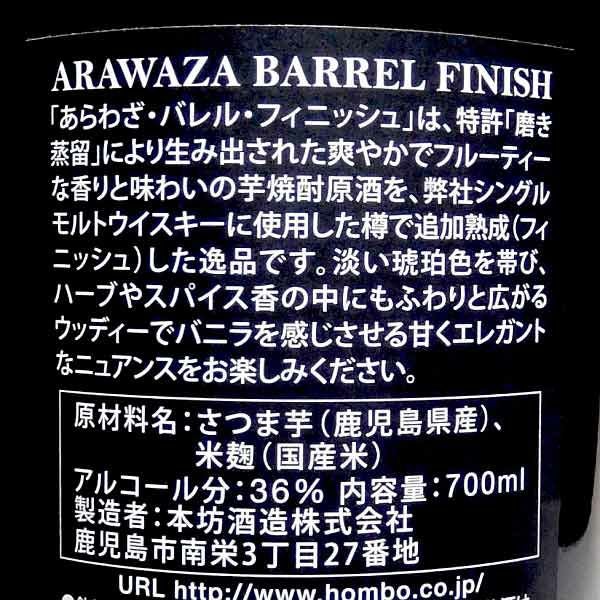 ARAWAZA BARREL FINISH
「あらわざ・バレル・フィニッシュ」は、特許「磨き
蒸留」により生み出された爽やかでフルーティー
な香りと味わいの芋焼酎原酒を、弊社シングル
モルトウイスキーに使用した樽で追加熟成(フィ
ニッシュ)した逸品です。淡い琥珀色を帯び、
ハーブやスパイス香の中にもふわりと広がる
ウッディーでバニラを感じさせる甘くエレガント
なニュアンスをお楽しみください。
原材料名:さつま芋(鹿児島県産)、
米麹(国産米)
アルコール分:36% 内容量:700ml
製造者:本坊酒造株式会社
鹿児島市南栄3丁目27番地
URL http://www.hombo.co.jp/